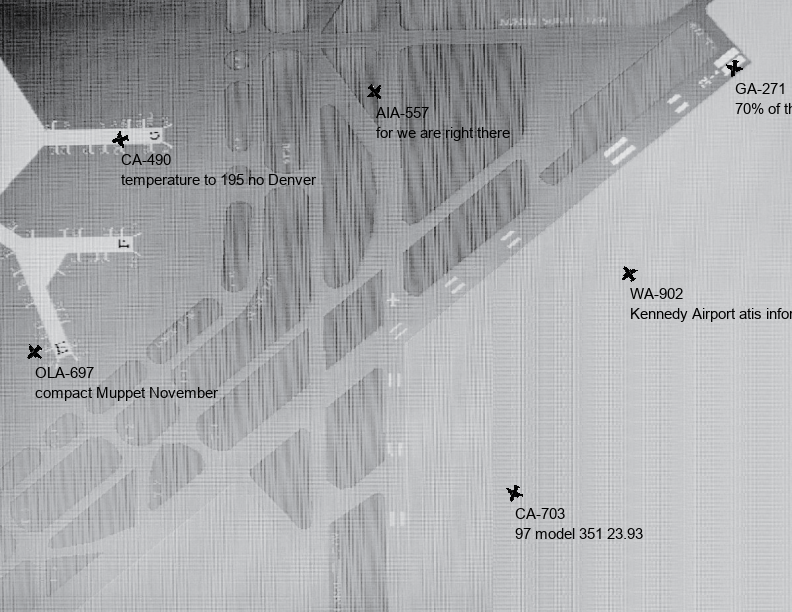 GA-271
70% of th
AIA-557
for we are right there
CA-490
temperature to 195 no Denver
WA-902
Kennedy Airport atis infor
OLA-697
compact Muppet November
CA-703
97 model 351 23.93